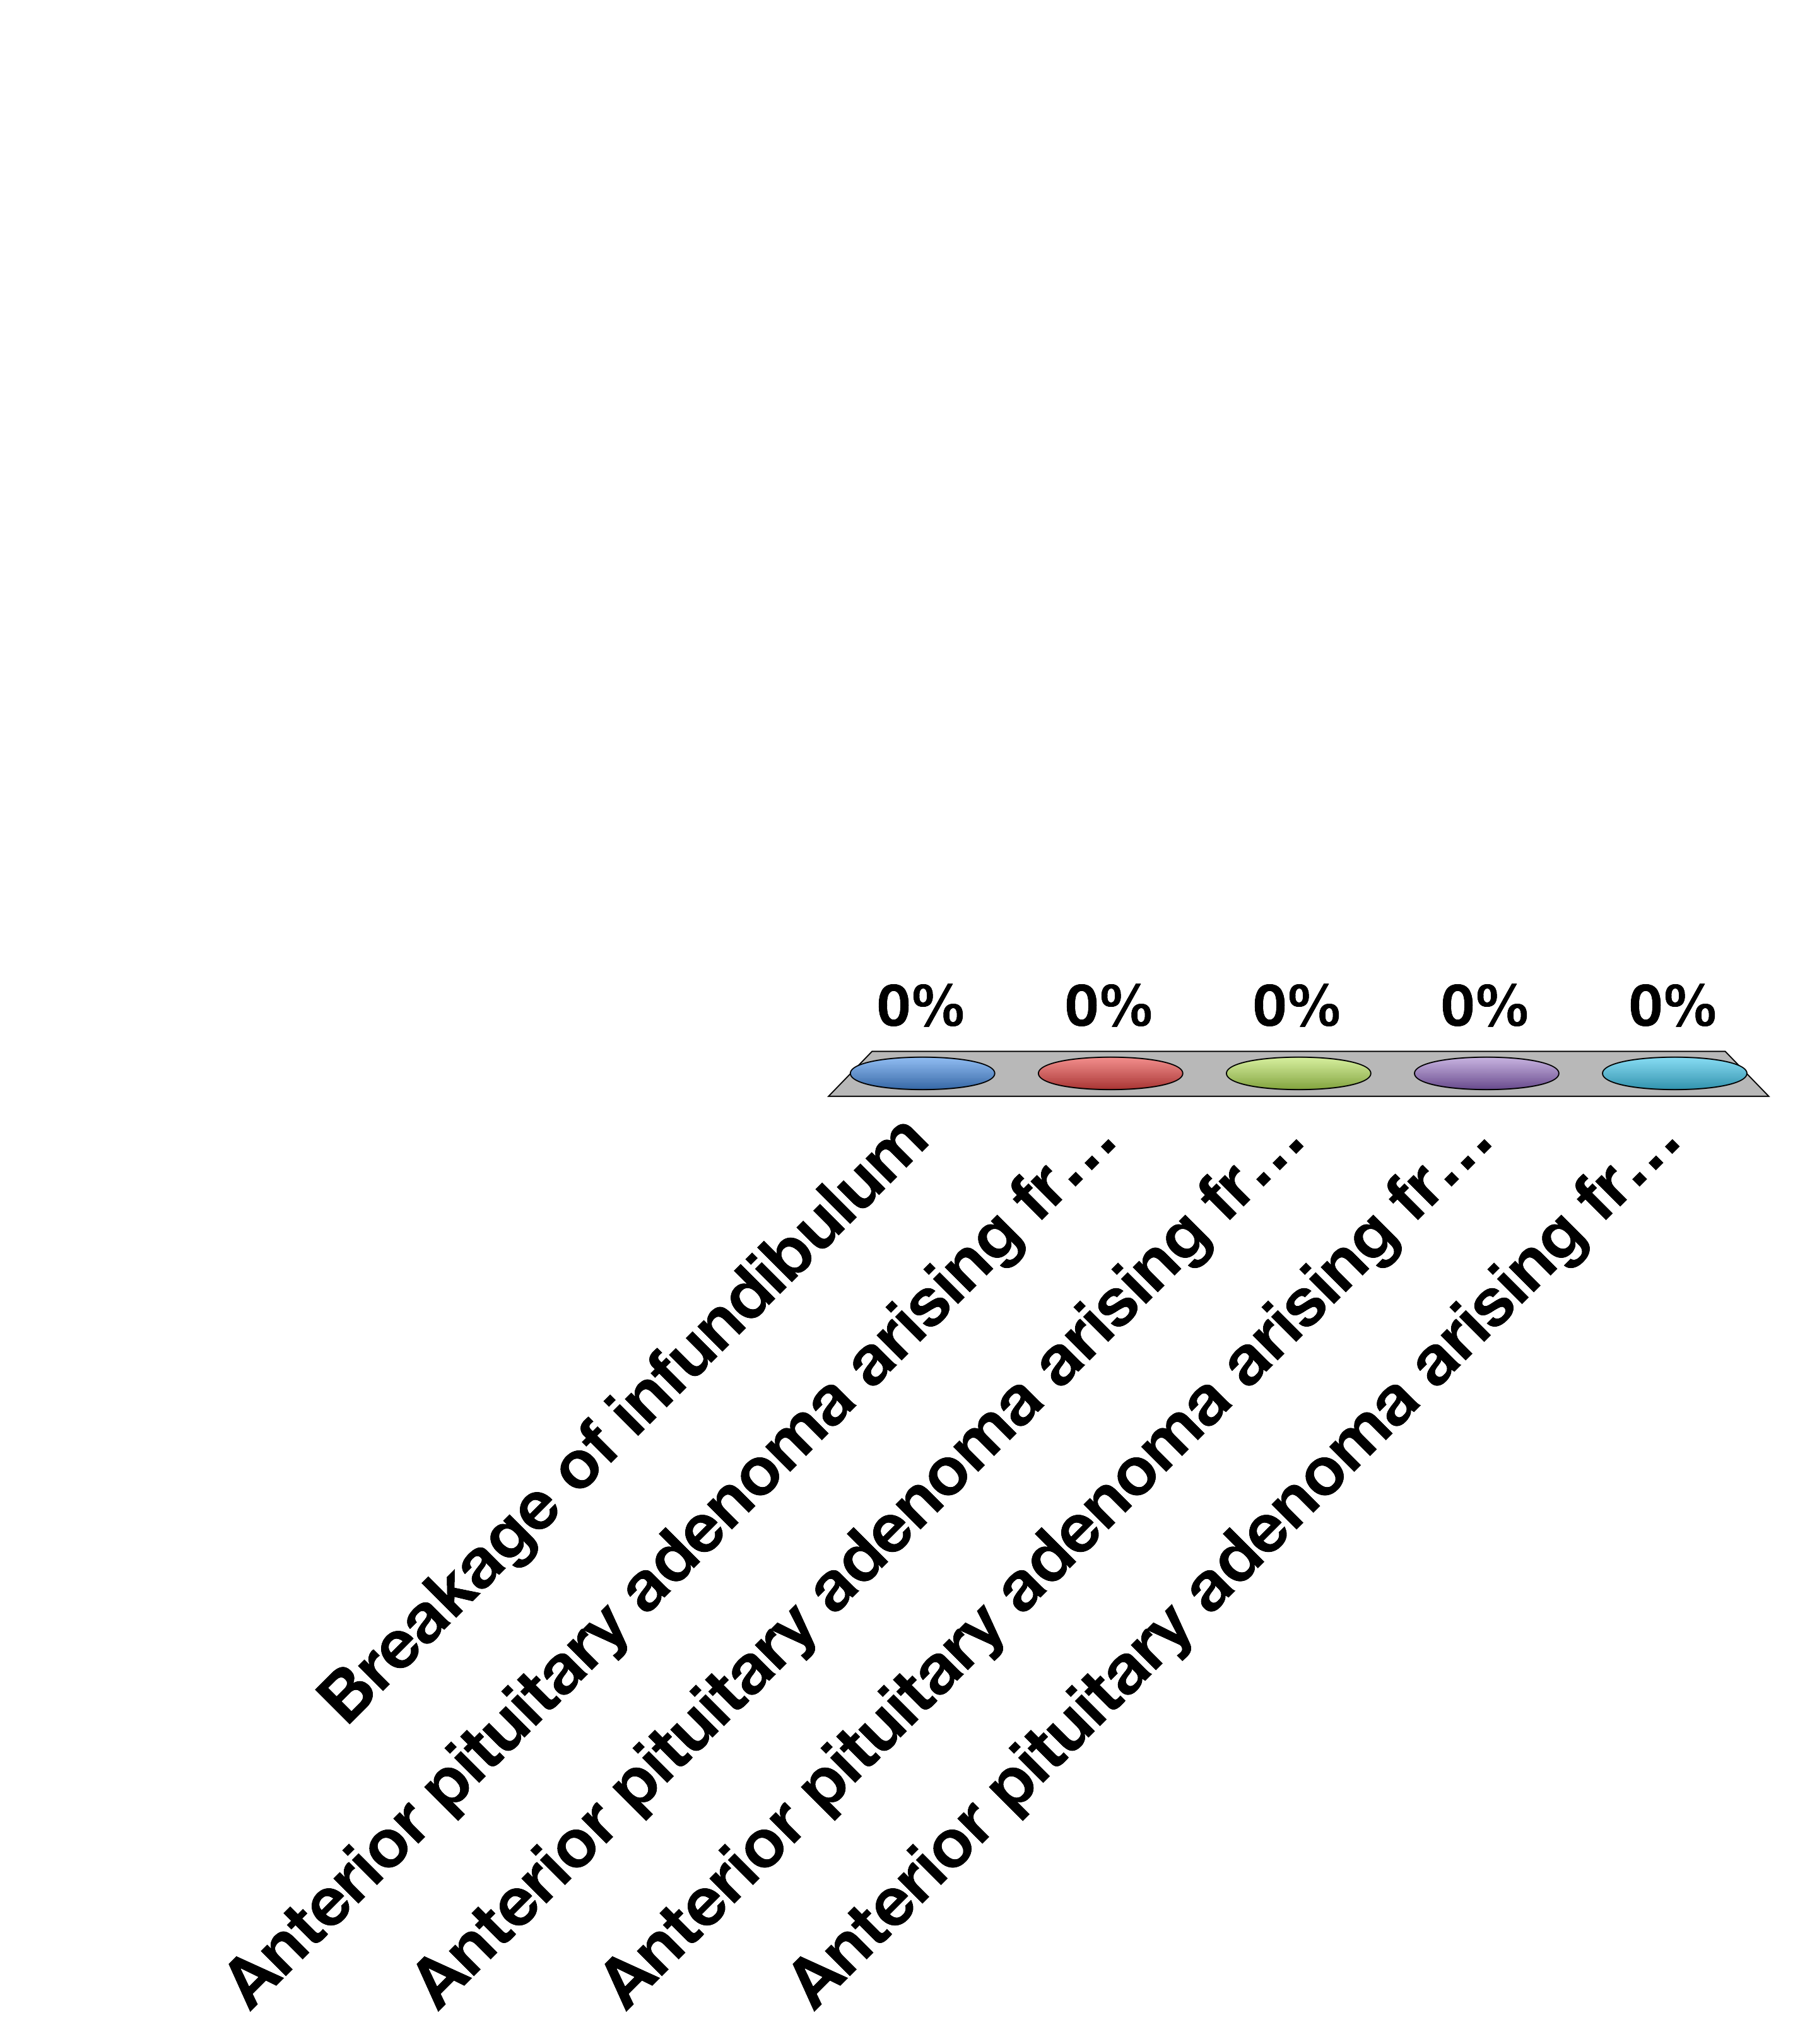 0% 0% 0% 0% 0%
Breakage of infundibulum
Anterior pituitary adenoma arising fr...
Anterior pituitary adenoma arising fr...
Anterior pituitary adenoma arising fr...
Anterior pituitary adenoma arising fr...